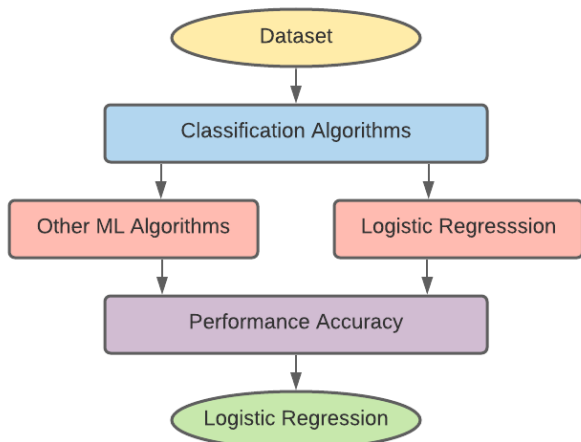 Dataset
Classification Algorithms
Other ML Algorithms
Logistic Regresssion
Performance Accuracy
Logistic Regression